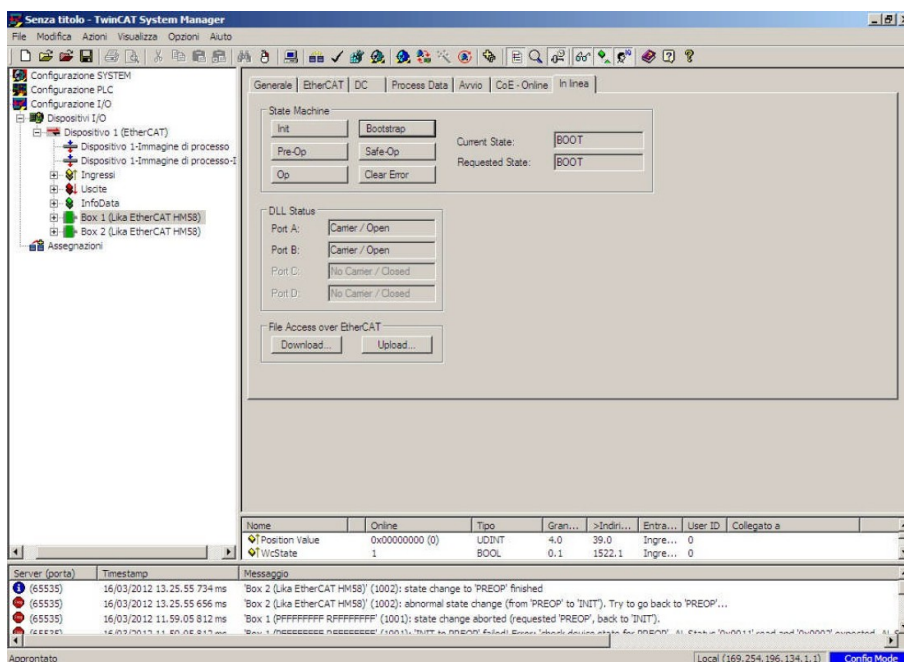 Senza titolo - TwinCAT System Manager
File Modifica Azioni Visualizza Opzioni Aiuto
Configurazione SYSTEM
Configurazione PLC
Configurazione I/O
Dispositivi I/O
Dispositivo 1 (EtherCAT)
Dispositivo 1-Immagine di processo
Dispositivo 1-Immagine di processo-I
Ingressi
Uscite
InfoData
Box 1 (Lika EtherCAT HM58)
Box 2 (Lika EtherCAT HM58)
Assegnazioni
Generale EtherCAT DC Process Data Avvio CoE - Online In linea
State Machine
Init Bootstrap
Pre-Op Safe-Op
Op Clear Error
Current State: BOOT
Requested State: BOOT
DLL Status
Port A: Carrier / Open
Port B: Carrier / Open
Port C: No Carrier / Closed
Port D: No Carrier / Closed
File Access over EtherCAT
Download... Upload...
Nome Online Tipo Gran... >Indiri... Entra... User ID Collegato a
Position Value 0x00000000 (0) UDINT 4.0 39.0 Ingre... 0
WcState 1 BOOL 0.1 1522.1 Ingre... 0
Server (porta) Timestamp Messaggio
(65535) 16/03/2012 13.25.55 734 ms 'Box 2 (Lika EtherCAT HM58)' (1002): state change to 'PREOP' finished
(65535) 16/03/2012 13.25.55 656 ms 'Box 2 (Lika EtherCAT HM58)' (1002): abnormal state change (from 'PREOP' to 'INIT'). Try to go back to 'PREOP'...
(65535) 16/03/2012 11.59.05 812 ms 'Box 1 (PFFFFFFFF RFFFFFFFF)' (1001): state change aborted (requested 'PREOP', back to 'INIT').
Approntato Local (169.254.196.134.1.1) Config Mode